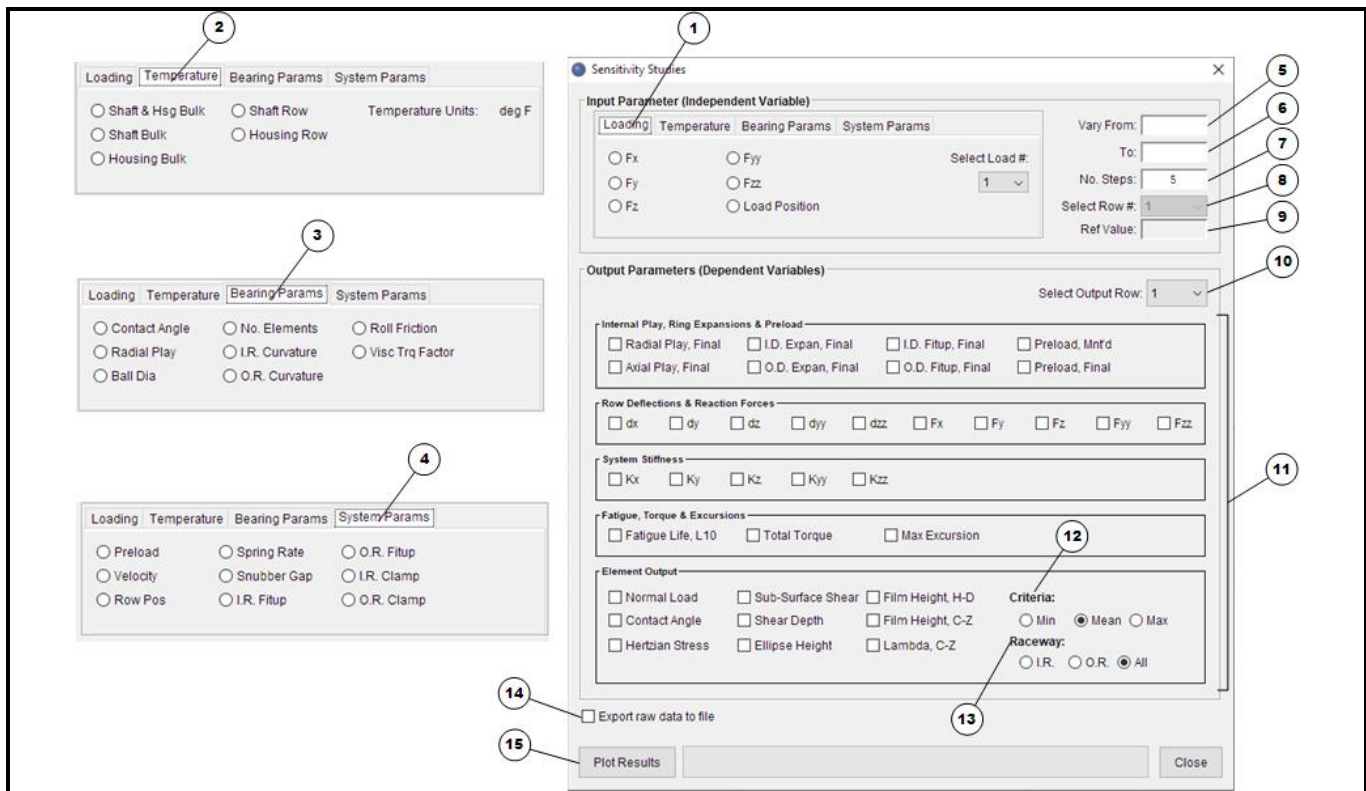 2
Loading Temperature Bearing Params System Params
Shaft & Hsg Bulk Shaft Row Temperature Units: deg F
Shaft Bulk Housing Row
Housing Bulk
3
Loading Temperature Bearing Params System Params
Contact Angle No. Elements Roll Friction
Radial Play I.R. Curvature Visc Trq Factor
Ball Dia O.R. Curvature
4
Loading Temperature Bearing Params System Params
Preload Spring Rate O.R. Fitup
Velocity Snubber Gap I.R. Clamp
Row Pos I.R. Fitup O.R. Clamp
1
Sensitivity Studies
Input Parameter (Independent Variable)
Loading Temperature Bearing Params System Params
Fx Fyy Select Load #:
Fy Fzz 1
Fz Load Position
Vary From:
To:
No. Steps: 5
Select Row #: 1
Ref Value:
5
6
7
8
9
10
Output Parameters (Dependent Variables)
Select Output Row: 1
Internal Play, Ring Expansions & Preload
Radial Play, Final I.D. Expan, Final I.D. Fitup, Final Preload, Mnt'd
Axial Play, Final O.D. Expan, Final O.D. Fitup, Final Preload, Final
Row Deflections & Reaction Forces
dx dy dz dyy dzz Fx Fy Fz Fyy Fzz
System Stiffness
Kx Ky Kz Kyy Kzz
11
Fatigue, Torque & Excursions
Fatigue Life, L10 Total Torque Max Excursion
12
Element Output
Normal Load Sub-Surface Shear Film Height, H-D Criteria:
Contact Angle Shear Depth Film Height, C-Z Min Mean Max
Hertzian Stress Ellipse Height Lambda, C-Z Raceway:
I.R. O.R. All
13
14
Export raw data to file
15
Plot Results Close